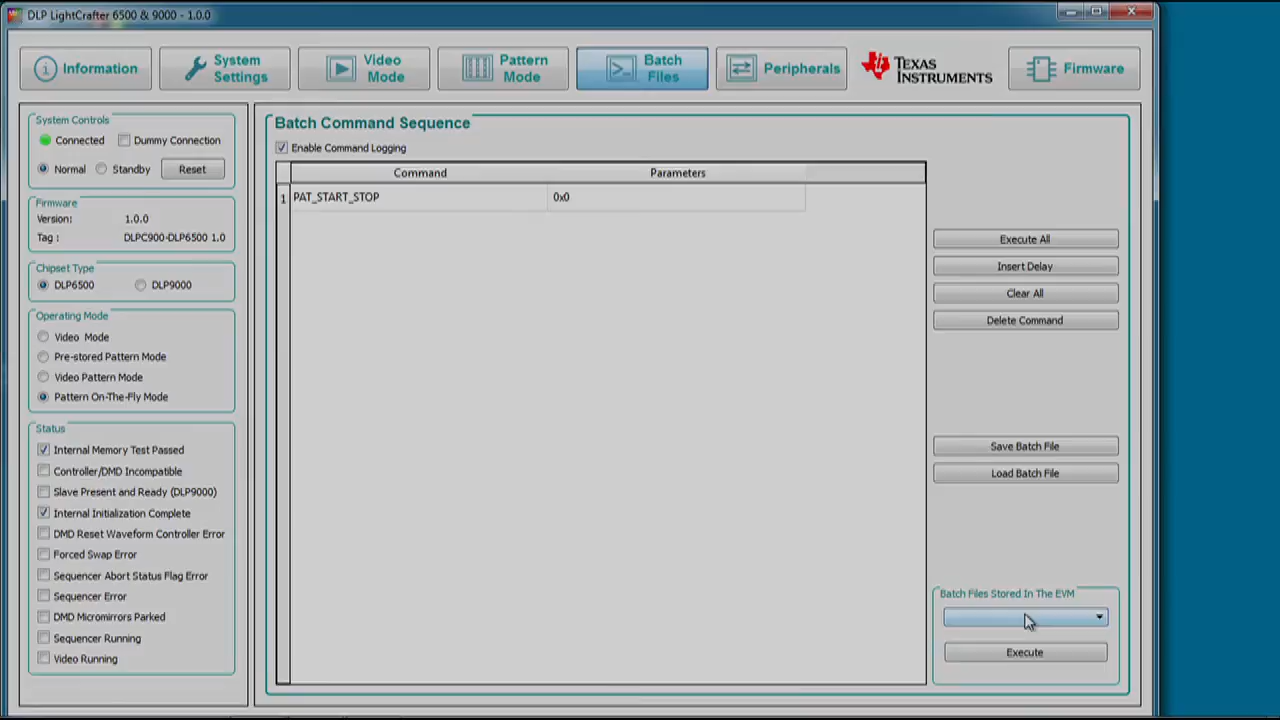 DLP LightCrafter 6500 & 9000 - 1.0.0
Information
System Settings
Video Mode
Pattern Mode
Batch Files
Peripherals
TEXAS INSTRUMENTS
Firmware
System Controls
Connected
Dummy Connection
Normal
Standby
Reset
Firmware
Version: 1.0.0
Tag : DLPC900-DLP6500 1.0
Chipset Type
DLP6500
DLP9000
Operating Mode
Video Mode
Pre-stored Pattern Mode
Video Pattern Mode
Pattern On-The-Fly Mode
Status
Internal Memory Test Passed
Controller/DMD Incompatible
Slave Present and Ready (DLP9000)
Internal Initialization Complete
DMD Reset Waveform Controller Error
Forced Swap Error
Sequencer Abort Status Flag Error
Sequencer Error
DMD Micromirrors Parked
Sequencer Running
Video Running
Batch Command Sequence
Enable Command Logging
Command Parameters
1 PAT_START_STOP 0x0
Execute All
Insert Delay
Clear All
Delete Command
Save Batch File
Load Batch File
Batch Files Stored In The EVM
Execute